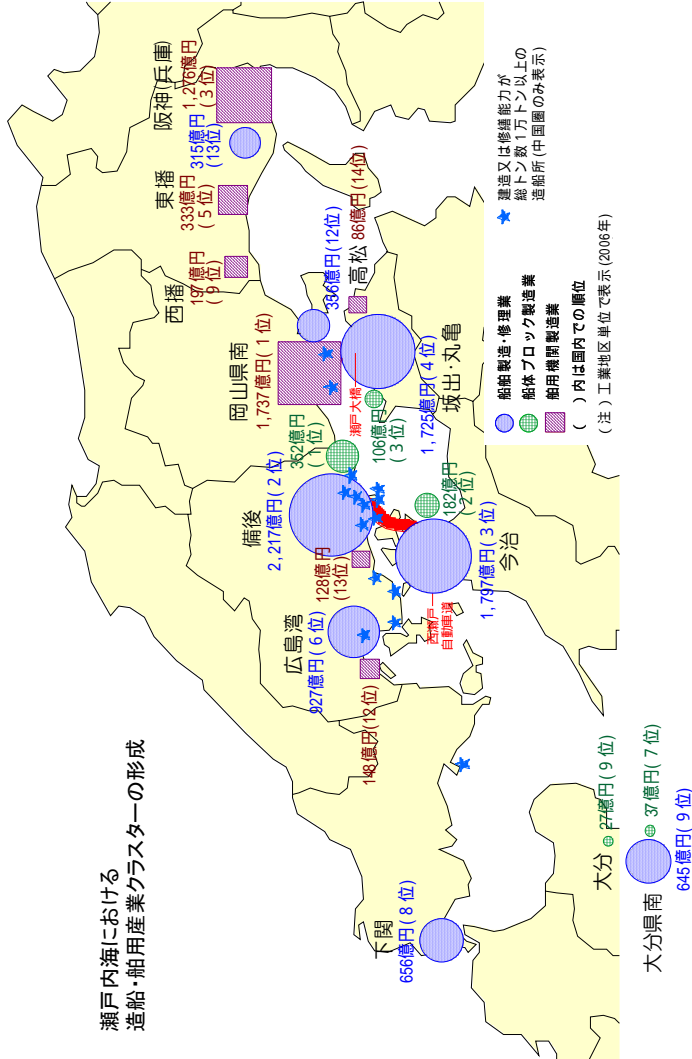 瀬戸内海における
造船・舶用産業クラスターの形成
下関
656億円(8位)
大分県南
645億円(9位)
37億円(7位)
大分
27億円(9位)
広島湾
927億円(6位)
148億円(12位)
128億円
(13位)
備後
2,217億円(2位)
352億円
(1位)
西瀬戸
自動車道
今治
1,797億円(3位)
182億円
(2位)
岡山県南
1,737億円(1位)
356億円(12位)
瀬戸大橋
106億円
(3位)
坂出・丸亀
1,725億円(4位)
高松
86億円(14位)
西播
197億円
(9位)
東播
333億円
(5位)
阪神(兵庫)
1,276億円
(3位)
315億円
(13位)
船舶製造・修理業
船体ブロック製造業
舶用機関製造業
( )内は国内での順位
(注)工業地区単位で表示(2006年)
建造又は修繕能力が
総トン数1万トン以上の
造船所(中国圏のみ表示)